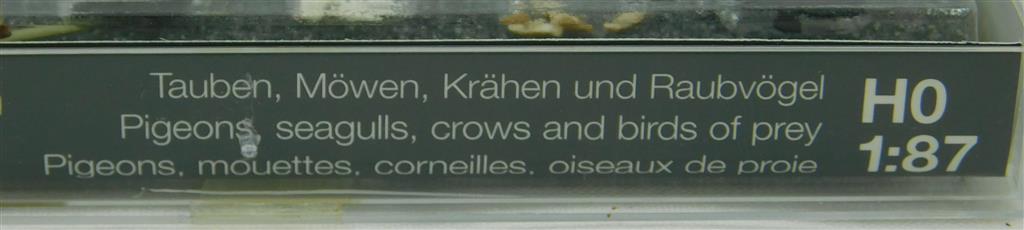 Tauben, Möwen, Krähen und Raubvögel
Pigeons, seagulls, crows and birds of prey
Pigeons, mouettes, corneilles, oiseaux de proie
H0
1:87